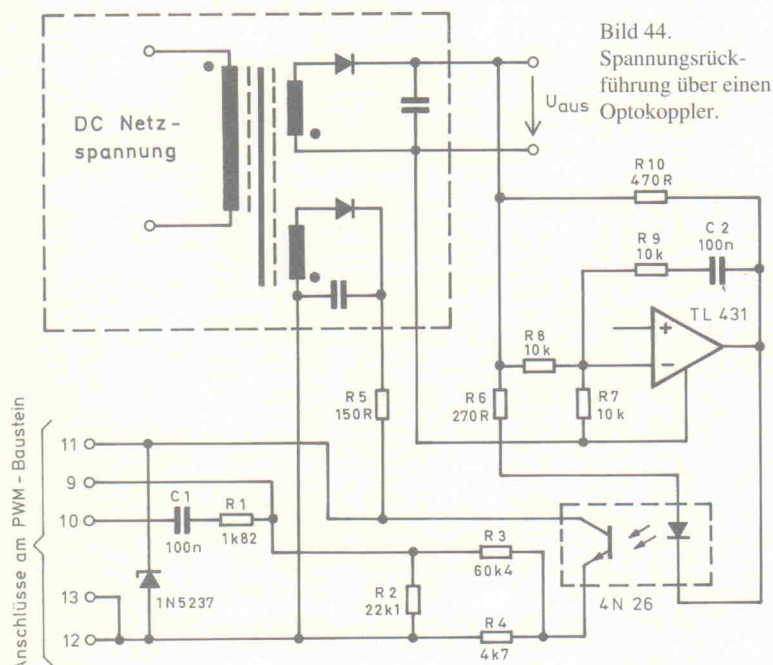 Bild 44.
Spannungsrück-
führung über einen
Optokoppler.
DC Netz-
spannung
Uaus
R10
470R
R9
10k
C2
100n
TL 431
+
−
R8
10k
R7
10k
R6
270R
R5
150R
4N 26
Anschlüsse am PWM-Baustein
11
9
10
13
12
C1
100n
R1
1k82
1N5237
R2
22k1
R3
60k4
R4
4k7